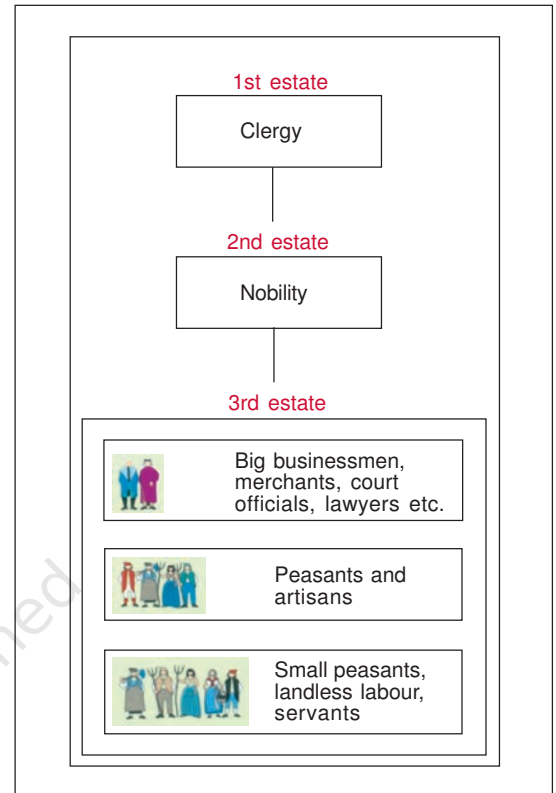 1st estate
Clergy
2nd estate
Nobility
3rd estate
Big businessmen,
merchants, court
officials, lawyers etc.
Peasants and
artisans
Small peasants,
landless labour,
servants